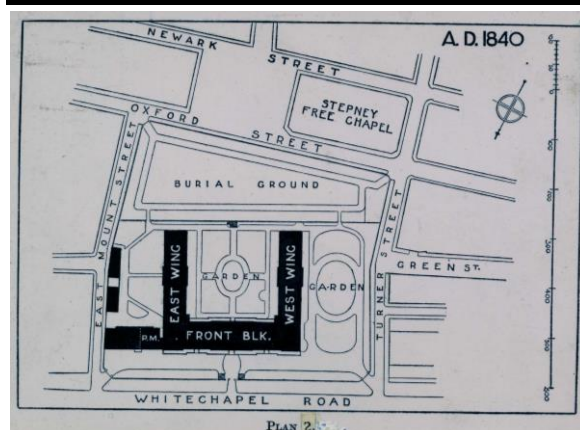 A. D. 1840
NEWARK STREET
STEPNEY
FREE CHAPEL
OXFORD STREET
BURIAL GROUND
EAST MOUNT STREET
TURNER STREET
GREEN ST.
EAST WING
GARDEN
WEST WING
GARDEN
P.M.
FRONT BLK.
WHITECHAPEL ROAD
PLAN 2.